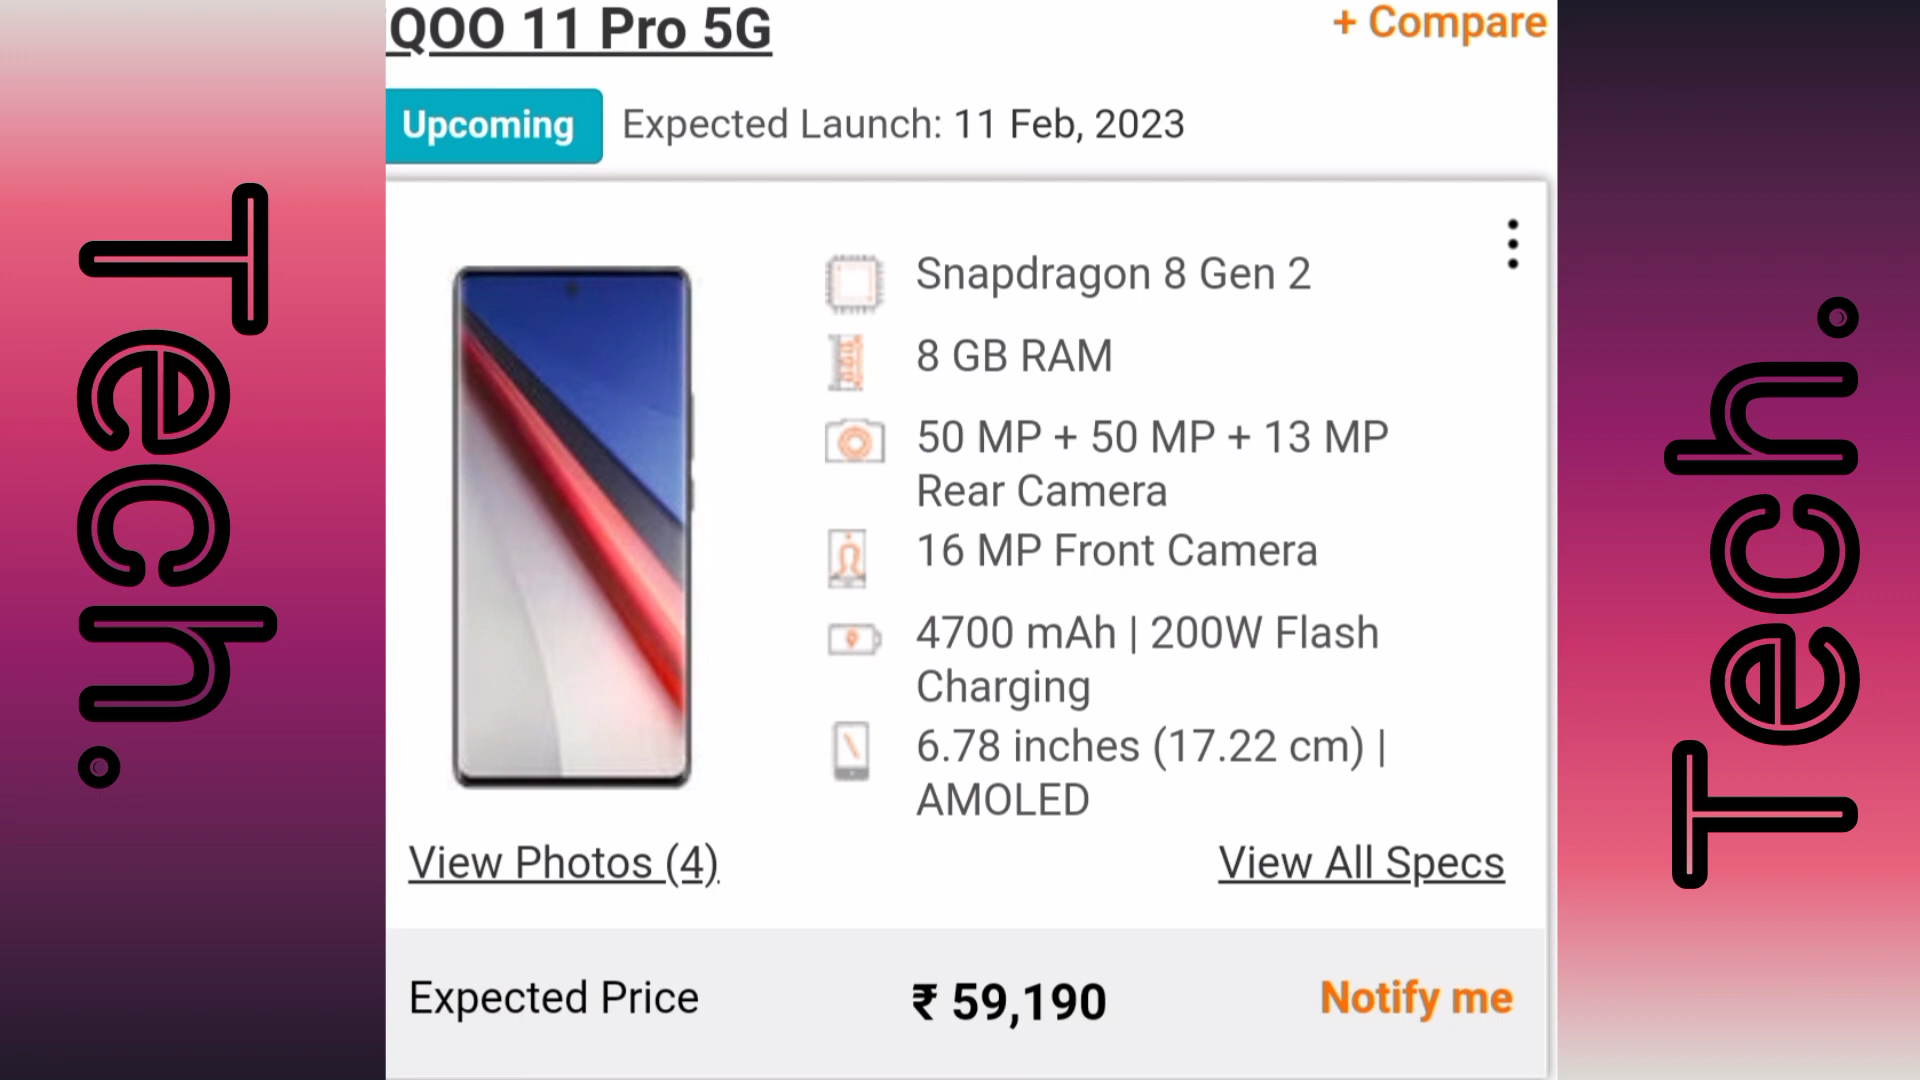 QOO 11 Pro 5G
+ Compare
Upcoming
Expected Launch: 11 Feb, 2023
Tech.
Snapdragon 8 Gen 2
8 GB RAM
50 MP + 50 MP + 13 MP
Rear Camera
16 MP Front Camera
4700 mAh | 200W Flash
Charging
6.78 inches (17.22 cm) |
AMOLED
Tech.
View Photos (4)
View All Specs
Expected Price
₹ 59,190
Notify me